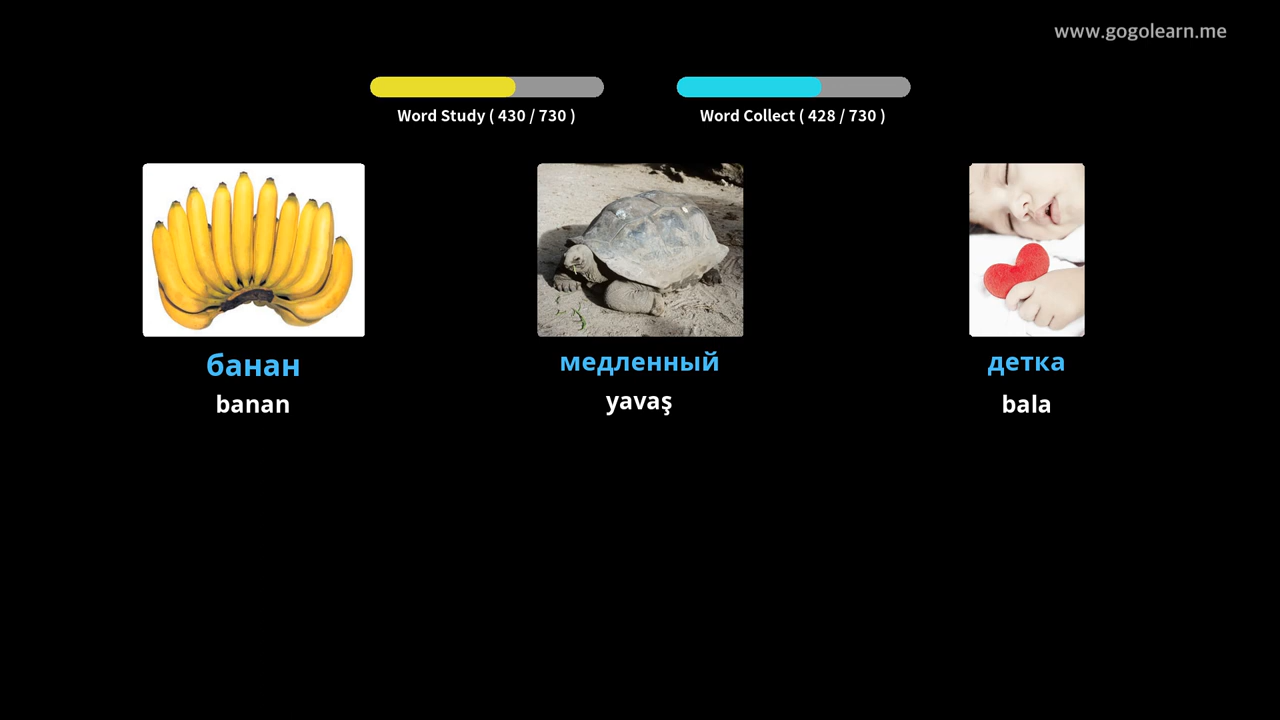 www.gogolearn.me
Word Study ( 430 / 730 )
Word Collect ( 428 / 730 )
банан
banan
медленный
yavaş
детка
bala